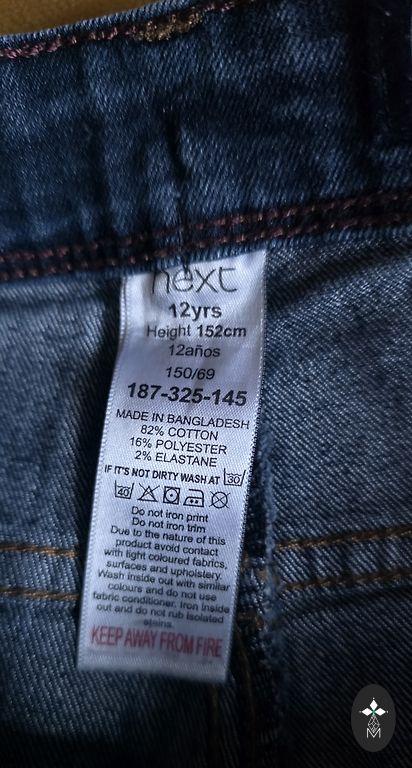 next
12yrs
Height 152cm
12años
150/69
187-325-145
MADE IN BANGLADESH
82% COTTON
16% POLYESTER
2% ELASTANE
IF IT'S NOT DIRTY WASH AT 30
40
Do not iron print
Do not iron trim
Due to the nature of this
product avoid contact
with light coloured fabrics,
surfaces and upholstery.
Wash inside out with similar
colours and do not use
fabric conditioner. Iron inside
out and do not rub isolated
stains.
KEEP AWAY FROM FIRE
M